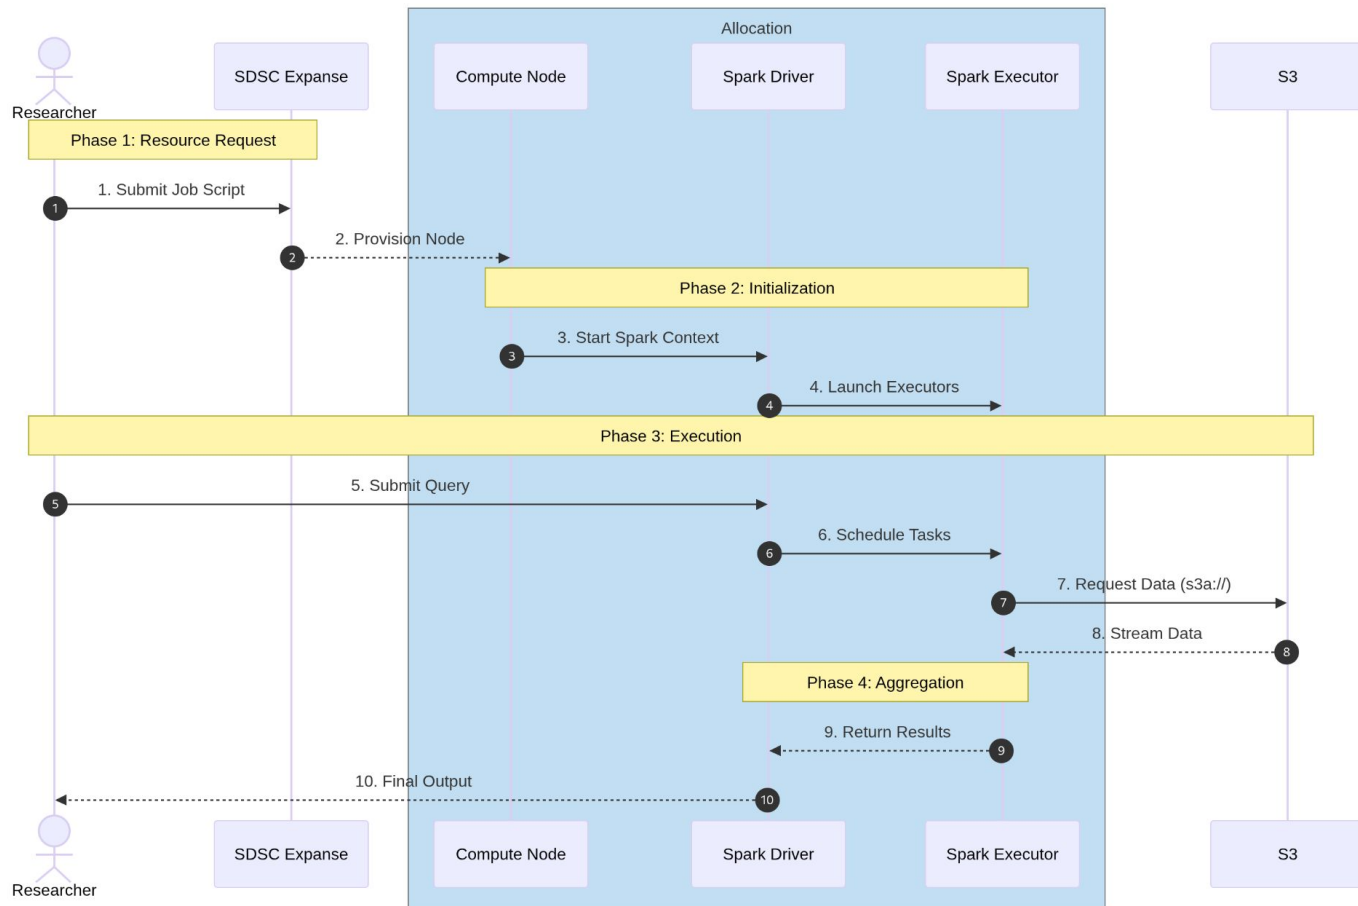 Allocation
Researcher
SDSC Expanse
Compute Node
Spark Driver
Spark Executor
S3
Phase 1: Resource Request
1. Submit Job Script
1
2. Provision Node
2
Phase 2: Initialization
3. Start Spark Context
3
4. Launch Executors
4
Phase 3: Execution
5. Submit Query
5
6. Schedule Tasks
6
7. Request Data (s3a://)
7
8. Stream Data
8
Phase 4: Aggregation
9. Return Results
9
10. Final Output
10
Researcher
SDSC Expanse
Compute Node
Spark Driver
Spark Executor
S3